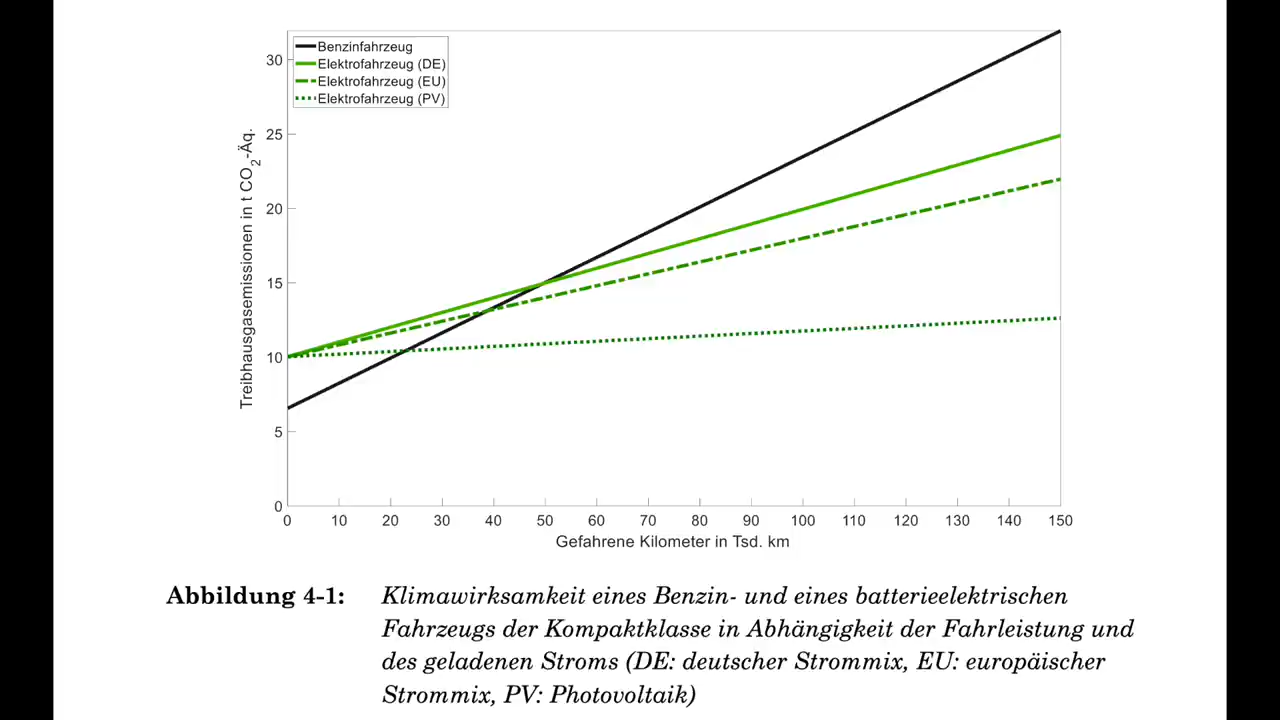 Benzinfahrzeug
Elektrofahrzeug (DE)
Elektrofahrzeug (EU)
Elektrofahrzeug (PV)
Treibhausgasemissionen in t CO2-Äq.
30
25
20
15
10
5
0
0 10 20 30 40 50 60 70 80 90 100 110 120 130 140 150
Gefahrene Kilometer in Tsd. km
Abbildung 4-1: Klimawirksamkeit eines Benzin- und eines batterieelektrischen
Fahrzeugs der Kompaktklasse in Abhängigkeit der Fahrleistung und
des geladenen Stroms (DE: deutscher Strommix, EU: europäischer
Strommix, PV: Photovoltaik)